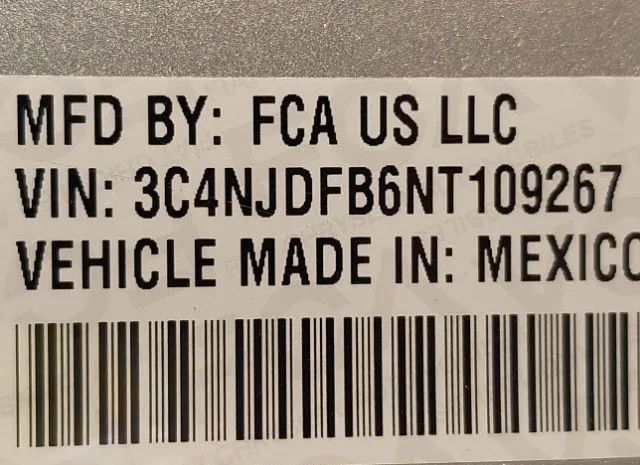 MFD BY: FCA US LLC
VIN: 3C4NJDFB6NT109267
VEHICLE MADE IN: MEXICO